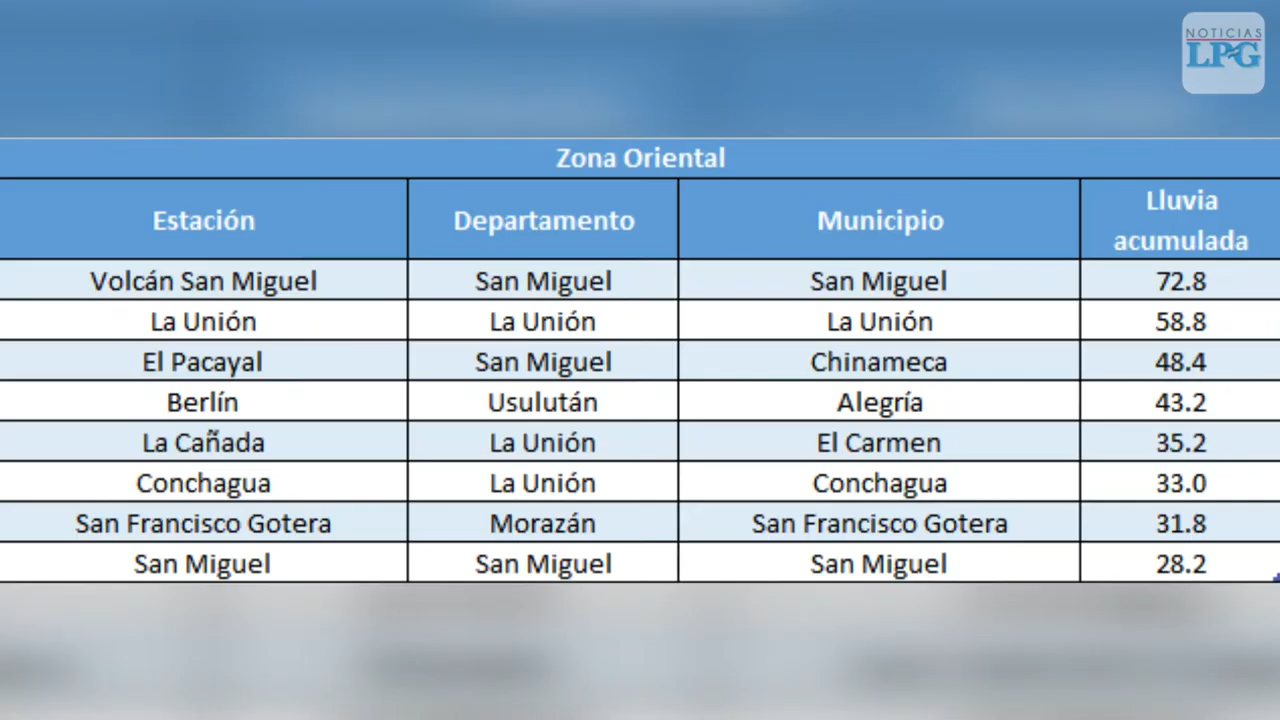 NOTICIAS
LPG
Zona Oriental
Estación Departamento Municipio Lluvia acumulada
Volcán San Miguel San Miguel San Miguel 72.8
La Unión La Unión La Unión 58.8
El Pacayal San Miguel Chinameca 48.4
Berlín Usulután Alegría 43.2
La Cañada La Unión El Carmen 35.2
Conchagua La Unión Conchagua 33.0
San Francisco Gotera Morazán San Francisco Gotera 31.8
San Miguel San Miguel San Miguel 28.2